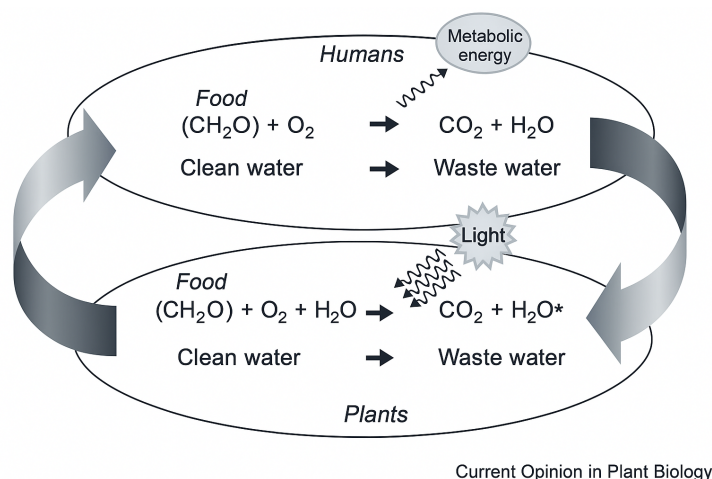 Metabolic
energy
Humans
Food
(CH₂O) + O₂ → CO₂ + H₂O
Clean water → Waste water
Light
Food
(CH₂O) + O₂ + H₂O → CO₂ + H₂O*
Clean water → Waste water
Plants
Current Opinion in Plant Biology